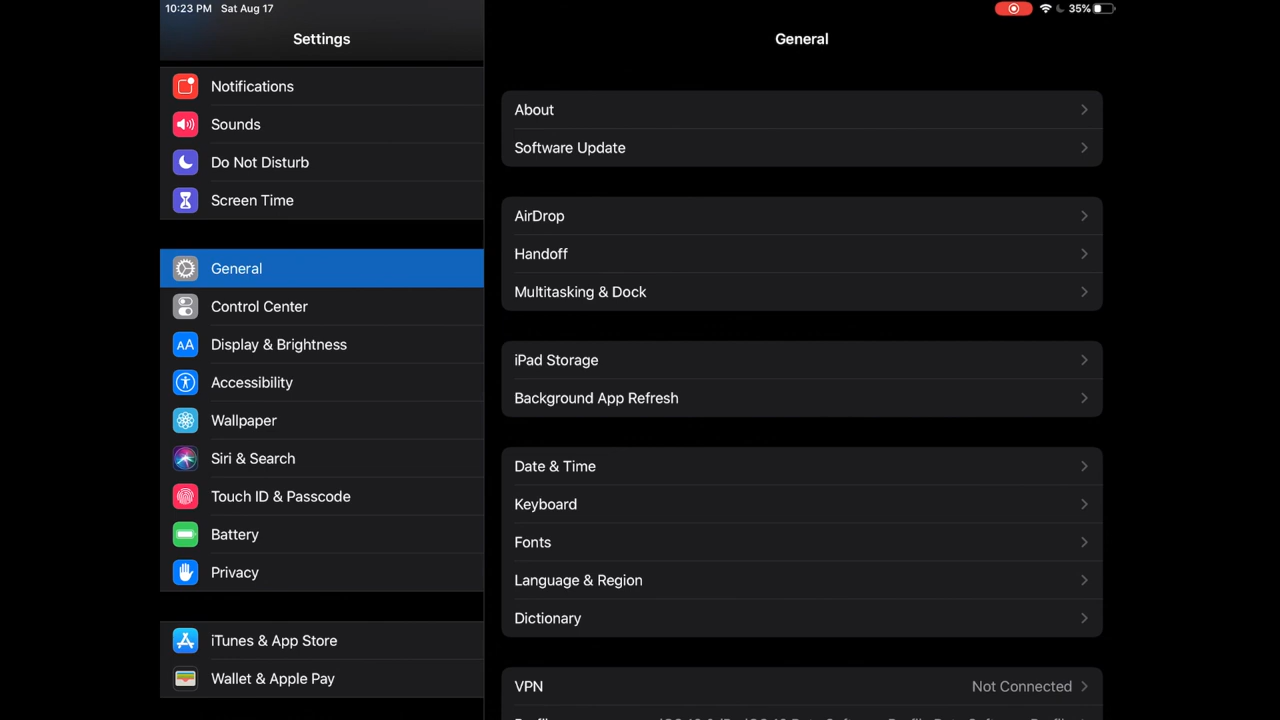 10:23 PM Sat Aug 17
35%
Settings
Notifications
Sounds
Do Not Disturb
Screen Time
General
Control Center
Display & Brightness
AA
Accessibility
Wallpaper
Siri & Search
Touch ID & Passcode
Battery
Privacy
iTunes & App Store
Wallet & Apple Pay
General
About
Software Update
AirDrop
Handoff
Multitasking & Dock
iPad Storage
Background App Refresh
Date & Time
Keyboard
Fonts
Language & Region
Dictionary
VPN Not Connected